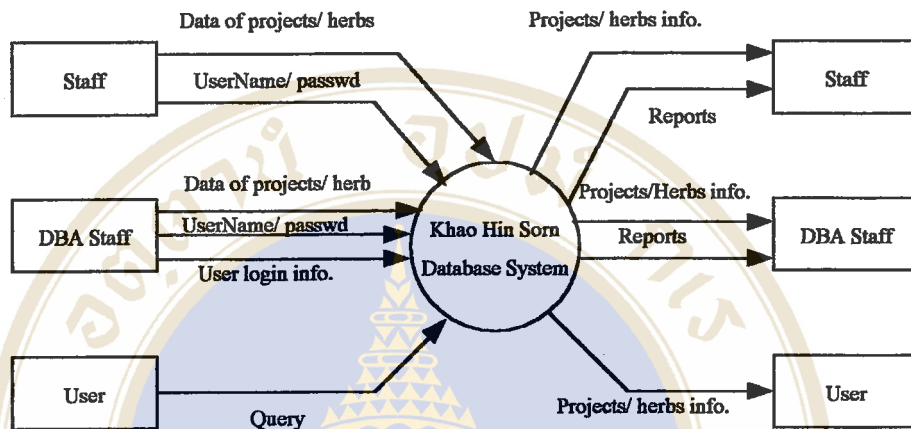 Data of projects/ herbs
Projects/ herbs info.
Staff
UserName/ passwd
Staff
Reports
Data of projects/ herb
Projects/Herbs info.
DBA Staff
UserName/ passwd
Khao Hin Sorn
Reports
DBA Staff
User login info.
Database System
User
Query
Projects/ herbs info.
User